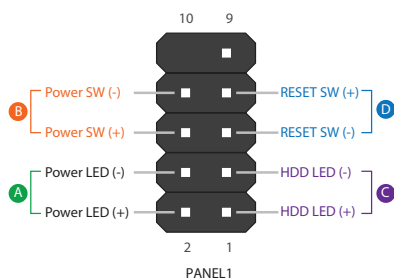 10 9
Power SW (-) RESET SW (+)
B D
Power SW (+) RESET SW (-)
Power LED (-) HDD LED (-)
A C
Power LED (+) HDD LED (+)
2 1
PANEL1